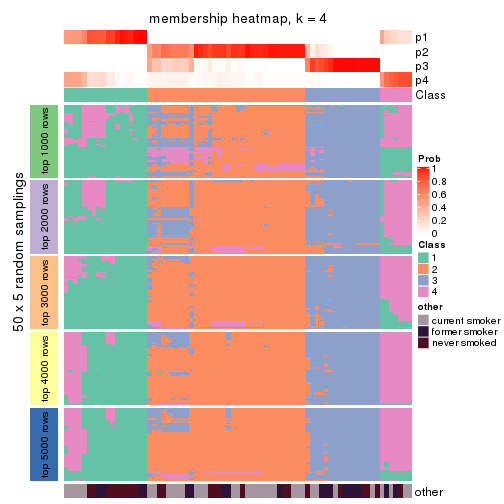 membership heatmap, k = 4
p1
p2
p3
p4
Class
50 x 5 random samplings
top 1000 rows
top 2000 rows
top 3000 rows
top 4000 rows
top 5000 rows
other
Prob
1
0.8
0.6
0.4
0.2
0
Class
1
2
3
4
other
current smoker
former smoker
never smoked